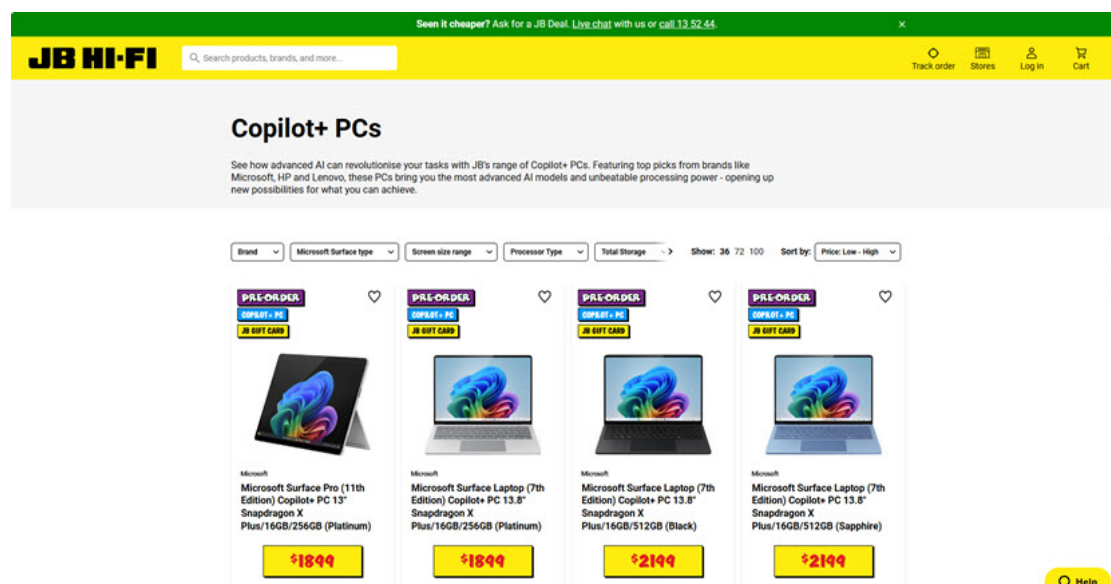 Seen it cheaper? Ask for a JB Deal. Live chat with us or call 13 52 44.
JB HI-FI
Search products, brands, and more...
Track order
Stores
Log in
Cart
Copilot+ PCs
See how advanced AI can revolutionise your tasks with JB's range of Copilot+ PCs. Featuring top picks from brands like
Microsoft, HP and Lenovo, these PCs bring you the most advanced AI models and unbeatable processing power - opening up
new possibilities for what you can achieve.
Brand
Microsoft Surface type
Screen size range
Processor Type
Total Storage
Show: 36 72 100
Sort by: Price: Low - High
PRE-ORDER
COPILOT+ PC
JB GIFT CARD
Microsoft
Microsoft Surface Pro (11th
Edition) Copilot+ PC 13"
Snapdragon X
Plus/16GB/256GB (Platinum)
$1899
PRE-ORDER
COPILOT+ PC
JB GIFT CARD
Microsoft
Microsoft Surface Laptop (7th
Edition) Copilot+ PC 13.8"
Snapdragon X
Plus/16GB/256GB (Platinum)
$1899
PRE-ORDER
COPILOT+ PC
JB GIFT CARD
Microsoft
Microsoft Surface Laptop (7th
Edition) Copilot+ PC 13.8"
Snapdragon X
Plus/16GB/512GB (Black)
$2199
PRE-ORDER
COPILOT+ PC
JB GIFT CARD
Microsoft
Microsoft Surface Laptop (7th
Edition) Copilot+ PC 13.8"
Snapdragon X
Plus/16GB/512GB (Sapphire)
$2199
Help